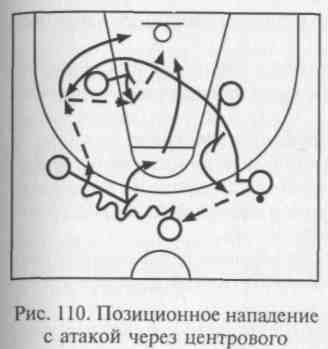 Рис. 110. Позиционное нападение
с атакой через центрового